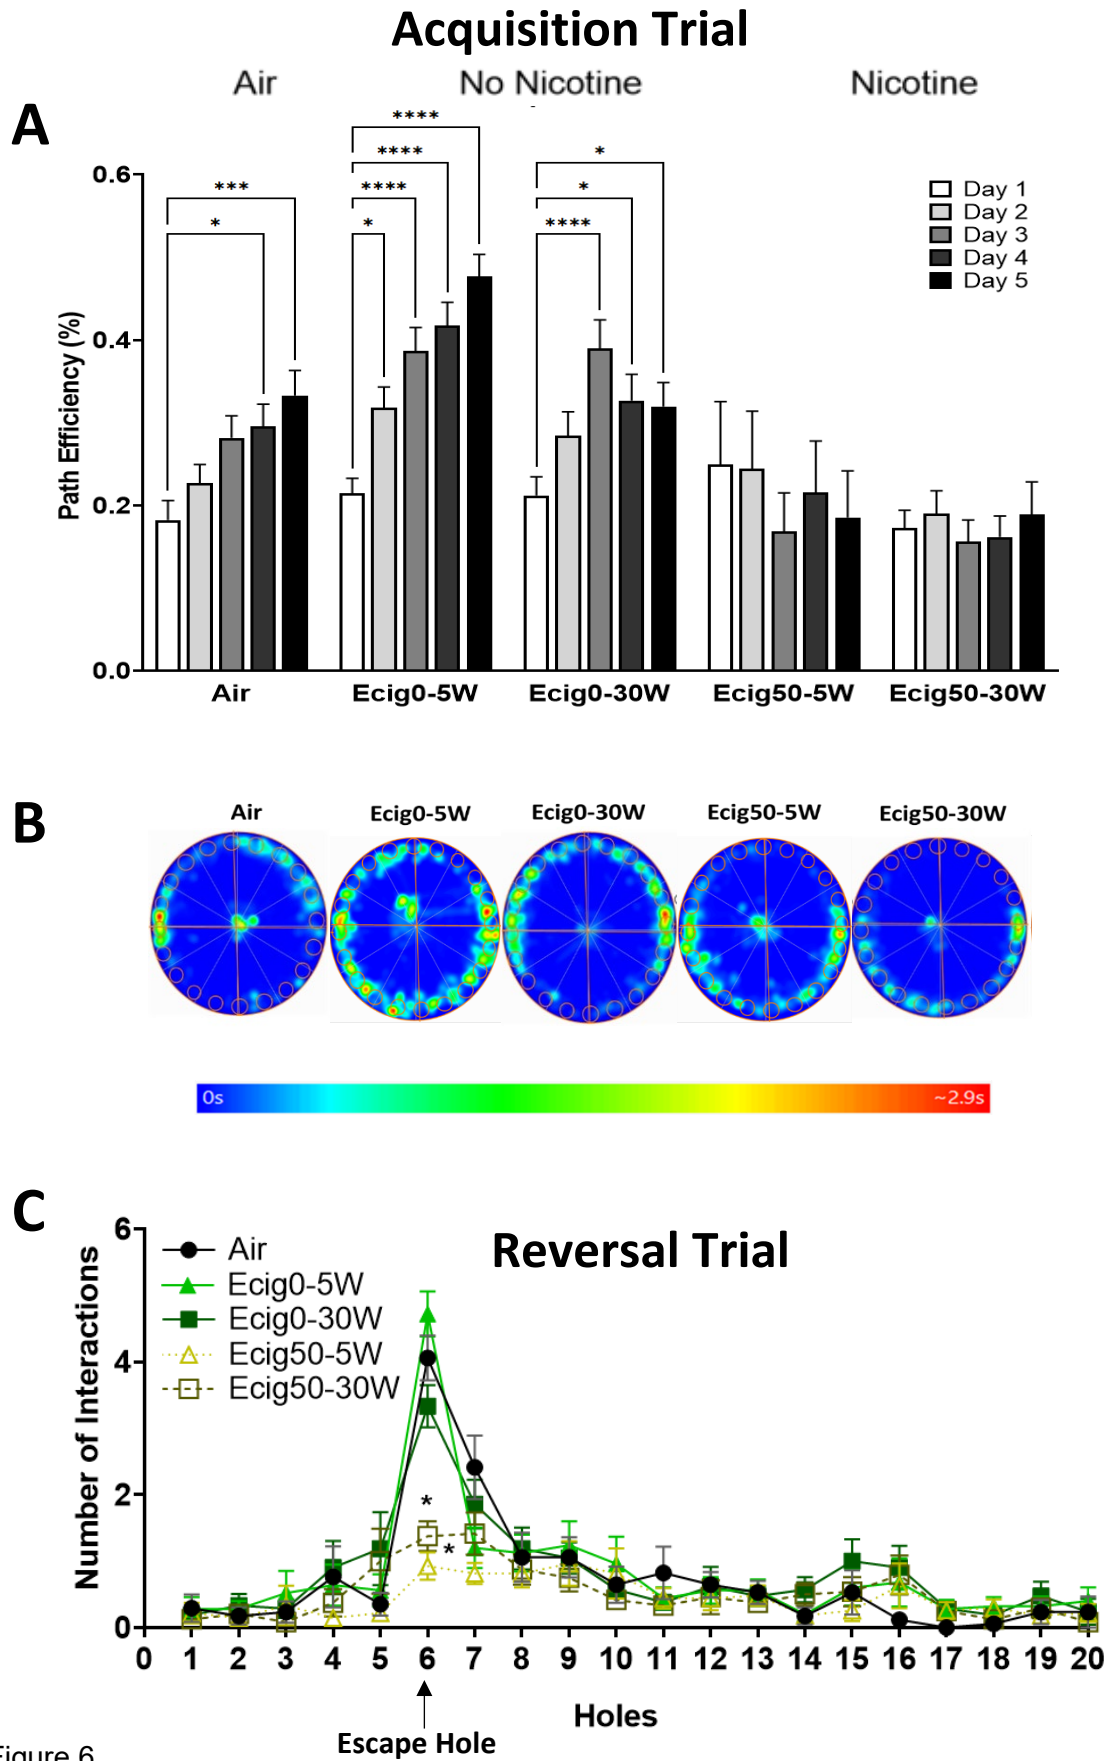 Acquisition Trial
Air No Nicotine Nicotine
A
****
**** *
*** **** *
* * ****
0.6
0.4
0.2
0.0
Path Efficiency (%)
Day 1
Day 2
Day 3
Day 4
Day 5
Air Ecig0-5W Ecig0-30W Ecig50-5W Ecig50-30W
B
Air Ecig0-5W Ecig0-30W Ecig50-5W Ecig50-30W
0s ~2.9s
C
Reversal Trial
6
4
2
0
Number of Interactions
Air
Ecig0-5W
Ecig0-30W
Ecig50-5W
Ecig50-30W
*
*
0 1 2 3 4 5 6 7 8 9 10 11 12 13 14 15 16 17 18 19 20
Holes
Escape Hole
Figure 6